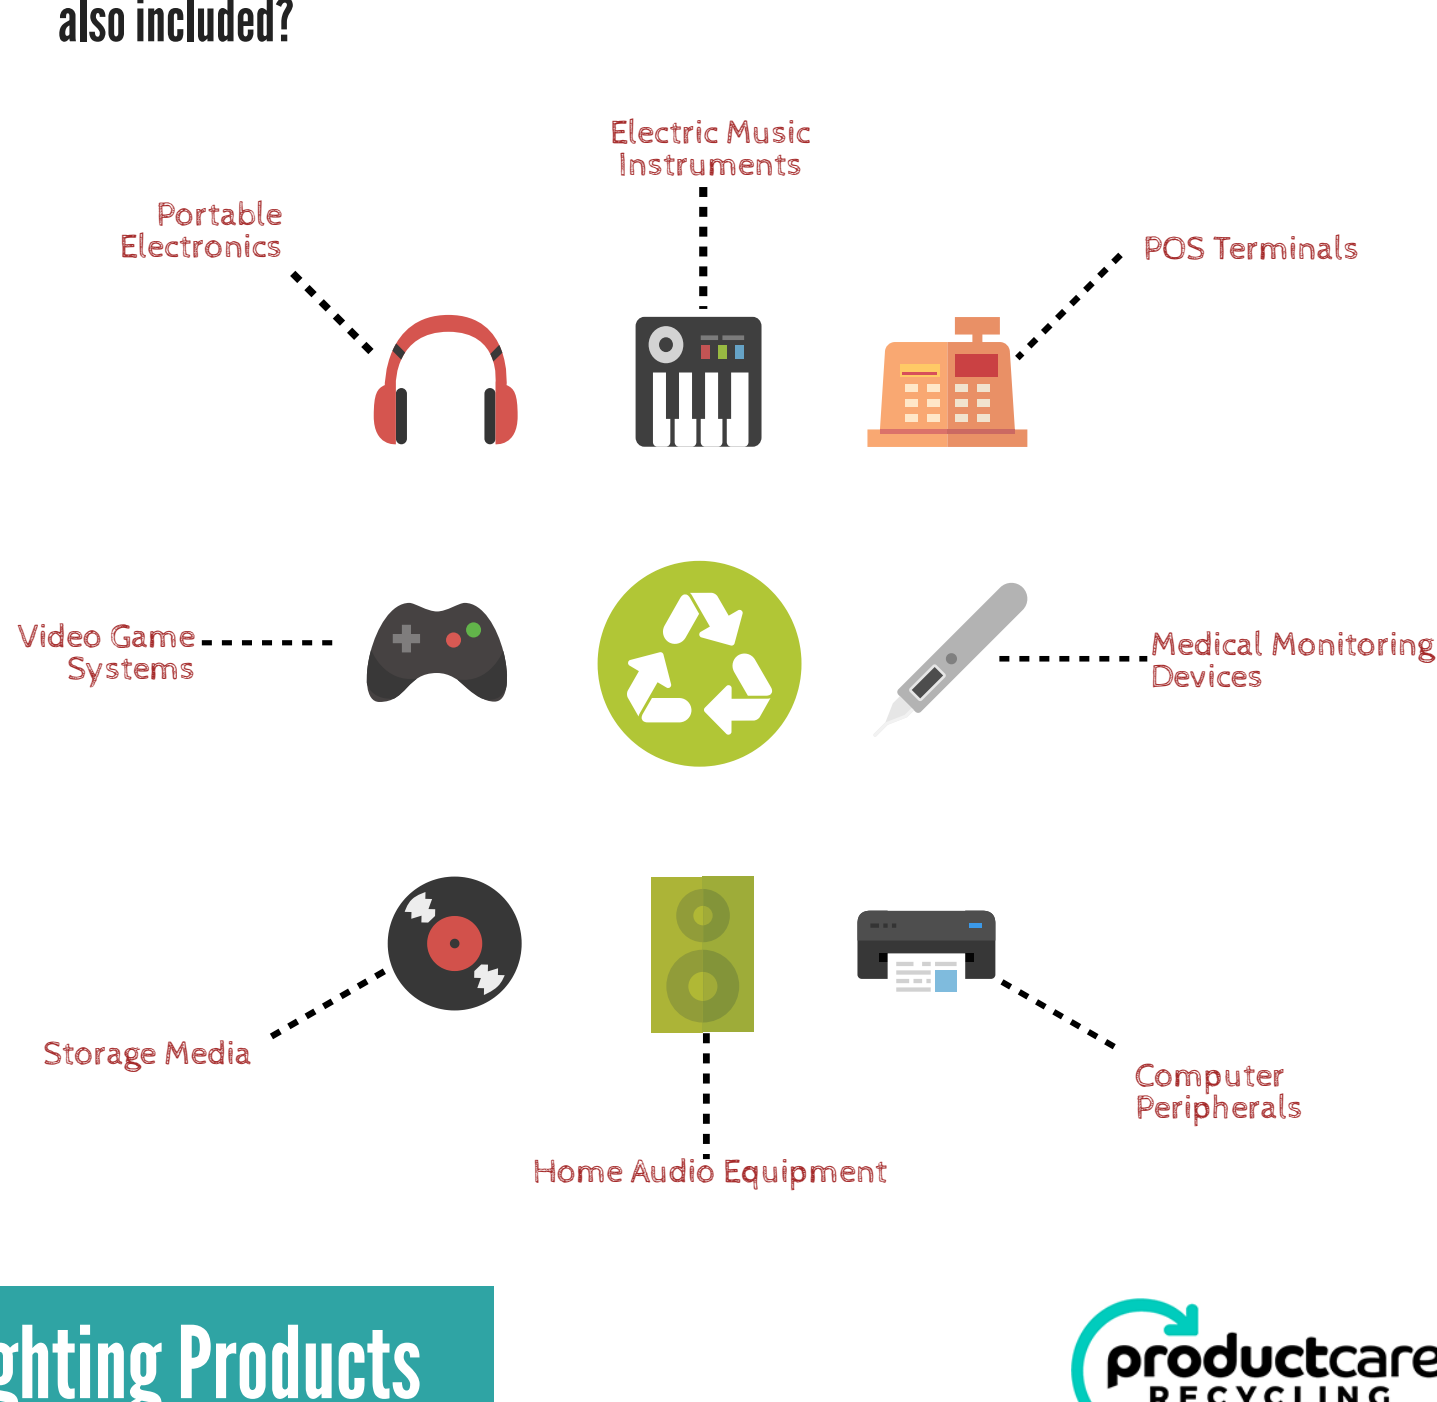 also included?
Electric Music
Instruments
Portable
Electronics
POS Terminals
Video Game
Systems
Medical Monitoring
Devices
Storage Media
Computer
Peripherals
Home Audio Equipment
ghting Products
productcare
RECYCLING